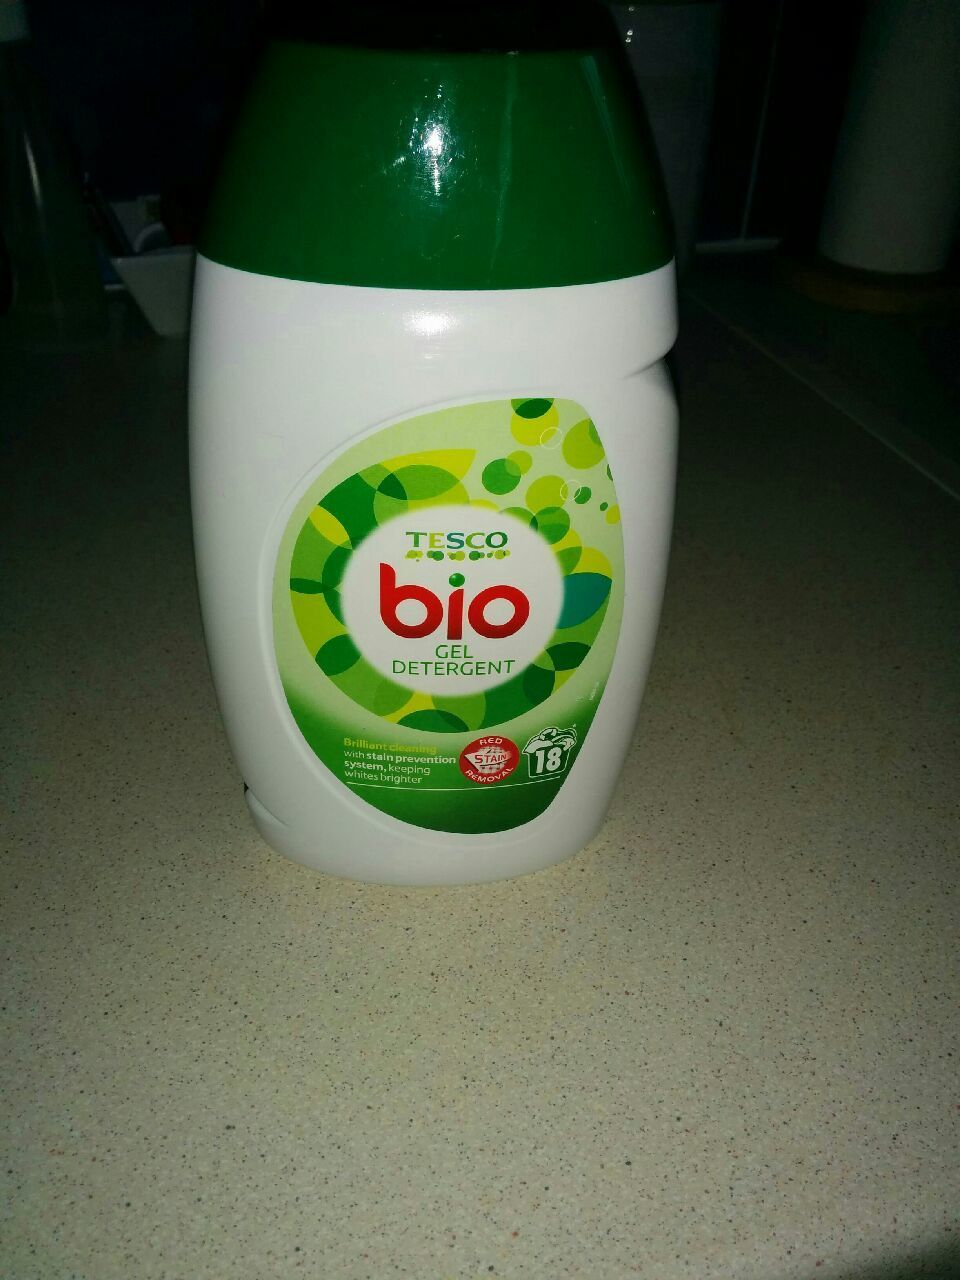 TESCO
bio
GEL
DETERGENT
Brilliant cleaning
with stain prevention
system, keeping
whites brighter
RED
STAIN
REMOVAL
18